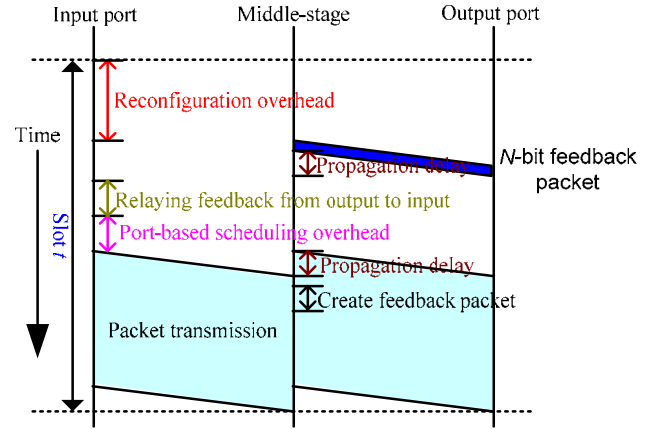 Input port
Middle-stage
Output port
Reconfiguration overhead
Time
Propagation delay
N-bit feedback
packet
Relaying feedback from output to input
Slot t
Port-based scheduling overhead
Propagation delay
Create feedback packet
Packet transmission